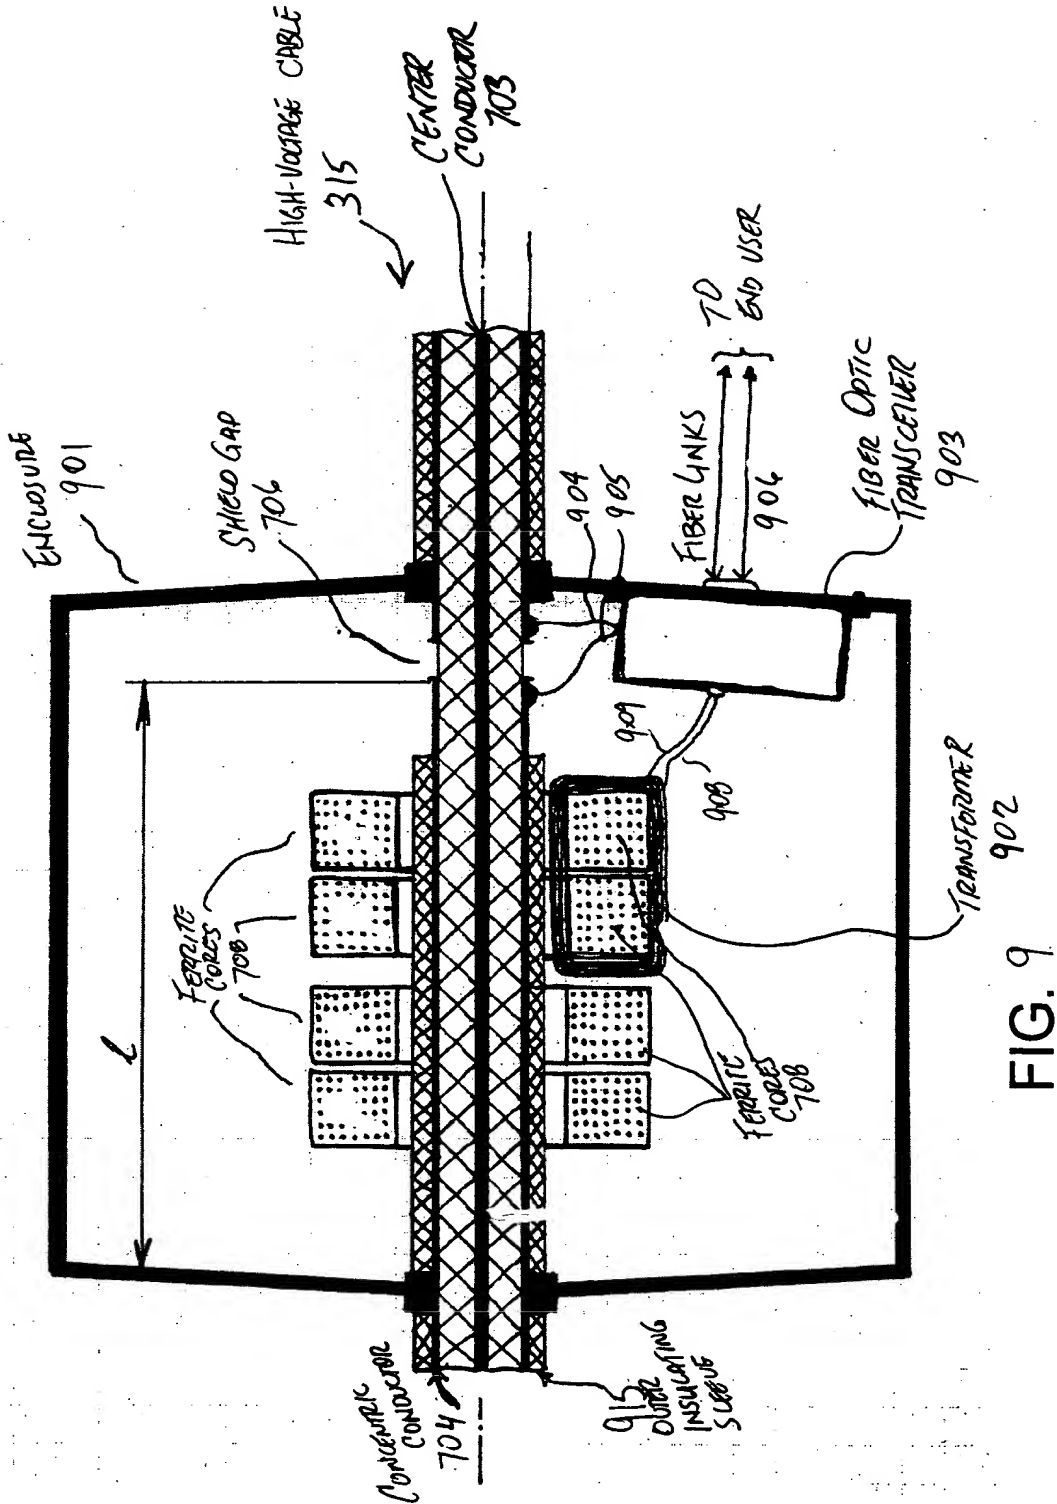 HIGH-VOLTAGE CABLE
315
CENTER
CONDUCTOR
703
ENCLOSURE
901
SHIELD GAP
706
904
905
FIBER LINKS
906
TO
END USER
FIBER OPTIC
TRANSCEIVER
903
l
FERRITE
CORES
708
909
908
TRANSFORMER
902
FERRITE
CORES
708
CONCENTRIC
CONDUCTOR
704
915
OUTER
INSULATING
SLEEVE
FIG. 9